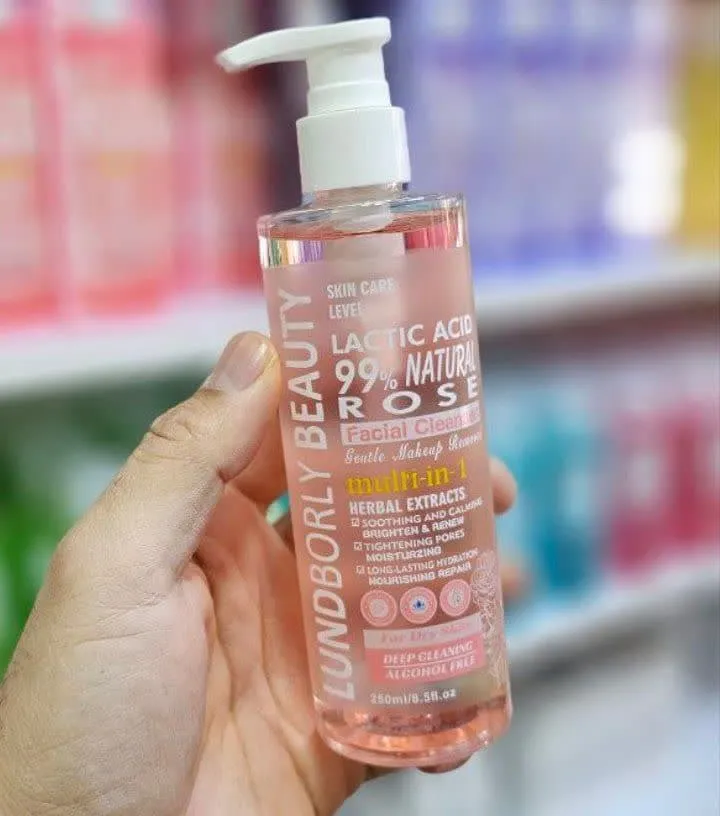 LUNDBORLY BEAUTY
SKIN CARE
LEVEL
LACTIC ACID
99% NATURAL
ROSE
Facial Cleanser
Gentle Makeup Remover
multi-in-1
HERBAL EXTRACTS
☑ SOOTHING AND CALMING
BRIGHTEN & RENEW
☑ TIGHTENING PORES
MOISTURIZING
☑ LONG-LASTING HYDRATION
NOURISHING REPAIR
For Dry Skin
DEEP CLEANING
ALCOHOL FREE
250ml/8.5fl.oz